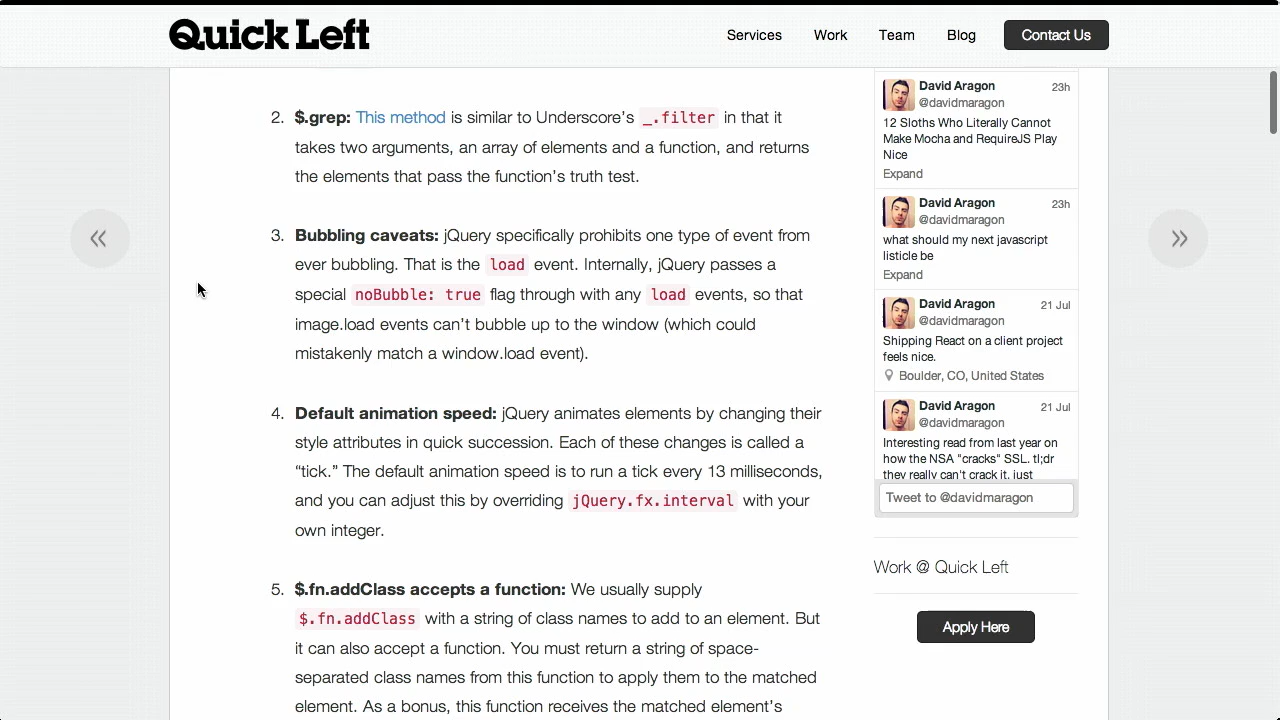 Quick Left
Services Work Team Blog Contact Us
2. $.grep: This method is similar to Underscore's _.filter in that it
takes two arguments, an array of elements and a function, and returns
the elements that pass the function's truth test.
3. Bubbling caveats: jQuery specifically prohibits one type of event from
ever bubbling. That is the load event. Internally, jQuery passes a
special noBubble: true flag through with any load events, so that
image.load events can't bubble up to the window (which could
mistakenly match a window.load event).
4. Default animation speed: jQuery animates elements by changing their
style attributes in quick succession. Each of these changes is called a
“tick.” The default animation speed is to run a tick every 13 milliseconds,
and you can adjust this by overriding jQuery.fx.interval with your
own integer.
5. $.fn.addClass accepts a function: We usually supply
$.fn.addClass with a string of class names to add to an element. But
it can also accept a function. You must return a string of space-
separated class names from this function to apply them to the matched
element. As a bonus, this function receives the matched element's
David Aragon 23h
@davidmaragon
12 Sloths Who Literally Cannot
Make Mocha and RequireJS Play
Nice
Expand
David Aragon 23h
@davidmaragon
what should my next javascript
listicle be
Expand
David Aragon 21 Jul
@davidmaragon
Shipping React on a client project
feels nice.
Boulder, CO, United States
David Aragon 21 Jul
@davidmaragon
Interesting read from last year on
how the NSA "cracks" SSL. tl;dr
they really can't crack it. just
Tweet to @davidmaragon
Work @ Quick Left
Apply Here